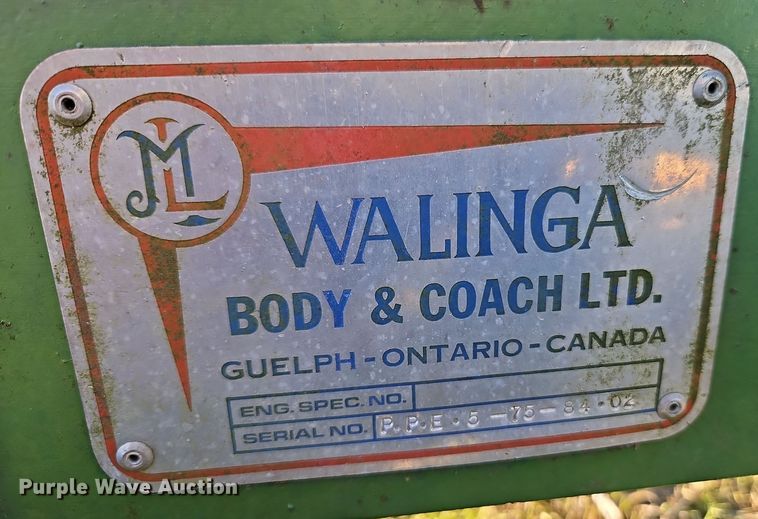 WALINGA
BODY & COACH LTD.
GUELPH - ONTARIO - CANADA
ENG. SPEC. NO.
SERIAL NO. P.P.E. 5-75-84.02
Purple Wave Auction